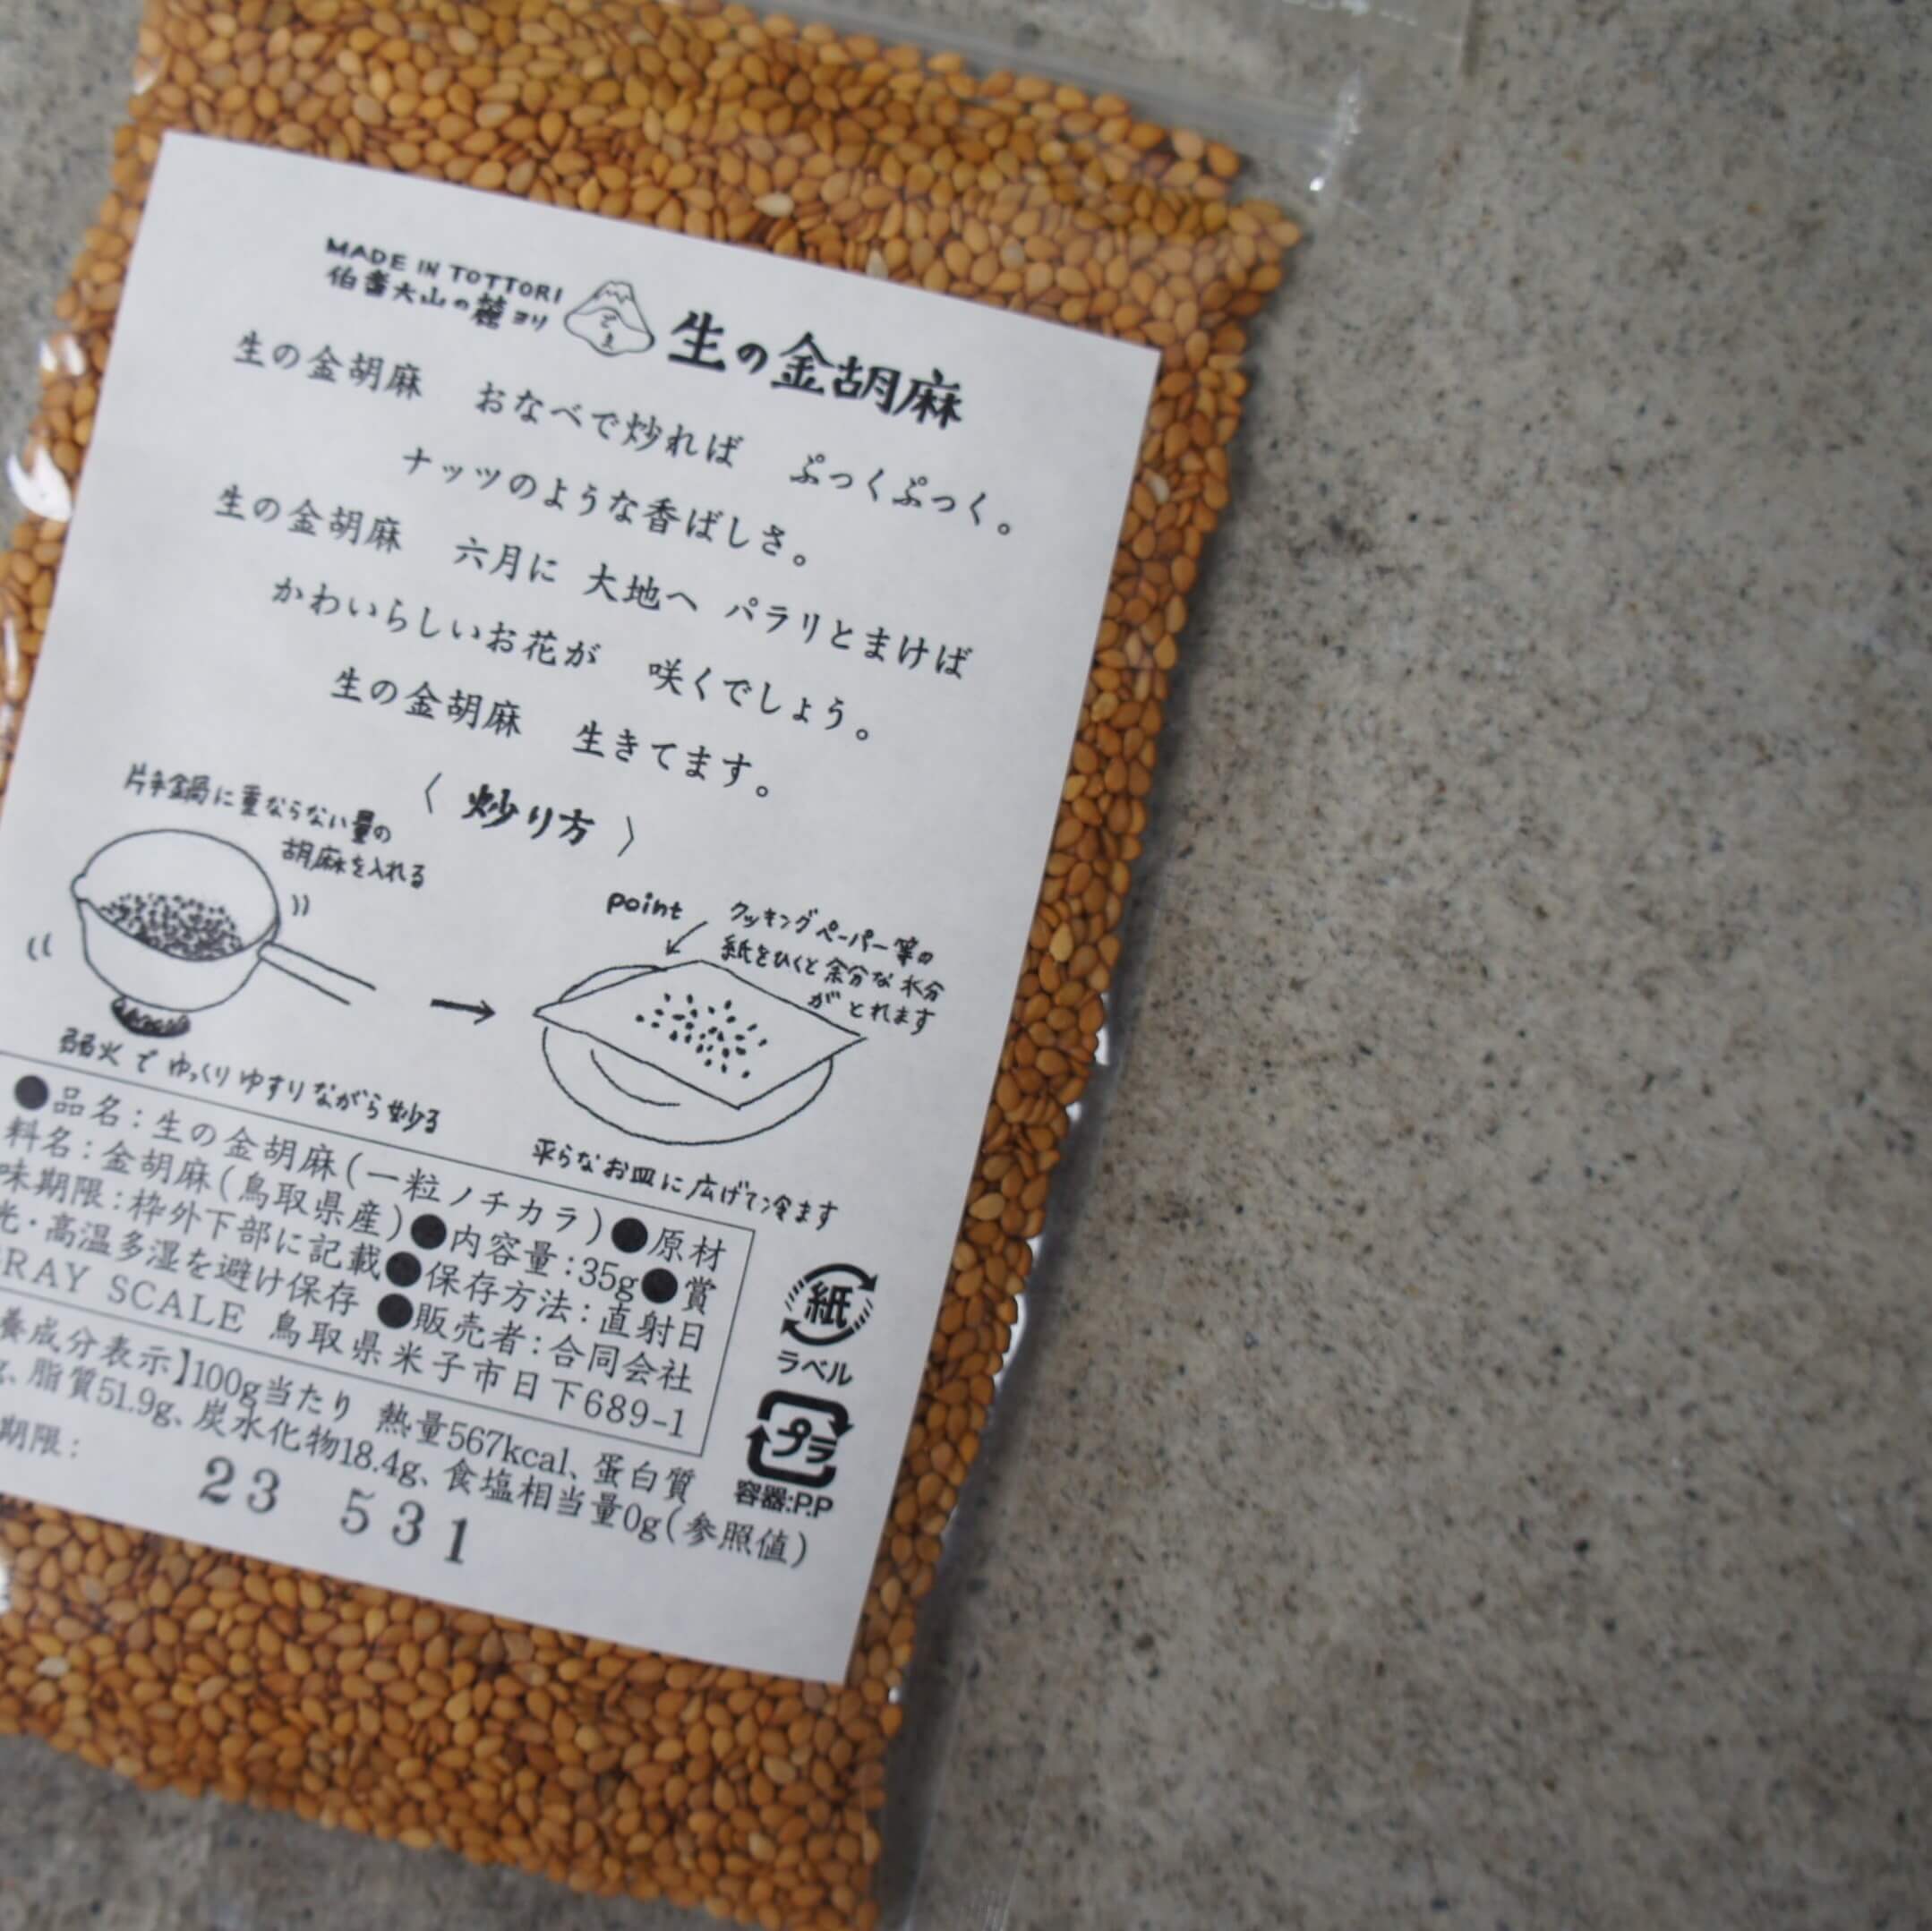 MADE IN TOTTORI
伯耆大山の麓ヨリ
ごま
生の金胡麻
生の金胡麻 おなべで炒れば ぷっくぷっく。
ナッツのような香ばしさ。
生の金胡麻 六月に 大地へ パラリとまけば
かわいらしいお花が 咲くでしょう。
生の金胡麻 生きてます。
〈 炒り方 〉
片手鍋に重ならない量の
胡麻を入れる
弱火でゆっくりゆすりながら炒る
→
point
クッキングペーパー等の
紙をひくと余分な水分
がとれます
平らなお皿に広げて冷ます
●品名:生の金胡麻(一粒ノチカラ)●原材
料名:金胡麻(鳥取県産)●内容量:35g●賞
味期限:枠外下部に記載●保存方法:直射日
光・高温多湿を避け保存 ●販売者:合同会社
RAY SCALE 鳥取県米子市日下689-1
養成分表示】100g当たり 熱量567kcal、蛋白質
g、脂質51.9g、炭水化物18.4g、食塩相当量0g(参照値)
期限:
23 531
紙
ラベル
プラ
容器:P.P